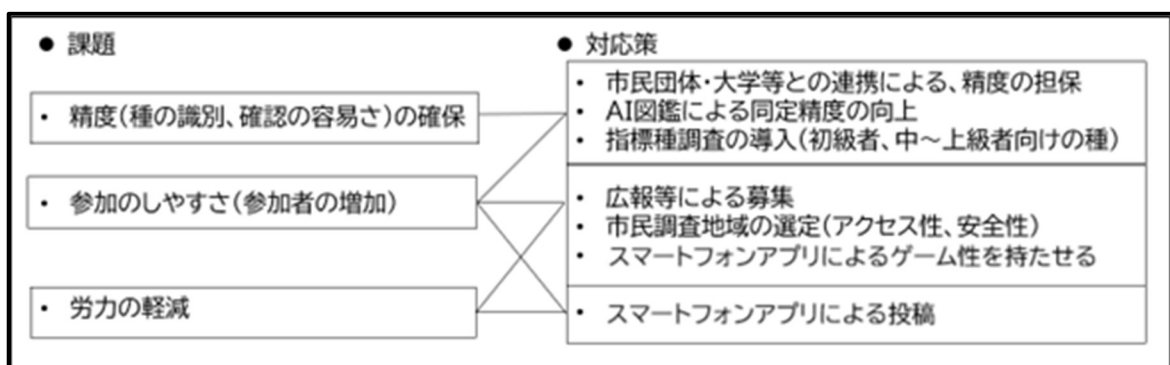 ● 課題
・ 精度(種の識別、確認の容易さ)の確保
・ 参加のしやすさ(参加者の増加)
・ 労力の軽減
● 対応策
・ 市民団体・大学等との連携による、精度の担保
・ AI図鑑による同定精度の向上
・ 指標種調査の導入(初級者、中~上級者向けの種)
・ 広報等による募集
・ 市民調査地域の選定(アクセス性、安全性)
・ スマートフォンアプリによるゲーム性を持たせる
・ スマートフォンアプリによる投稿